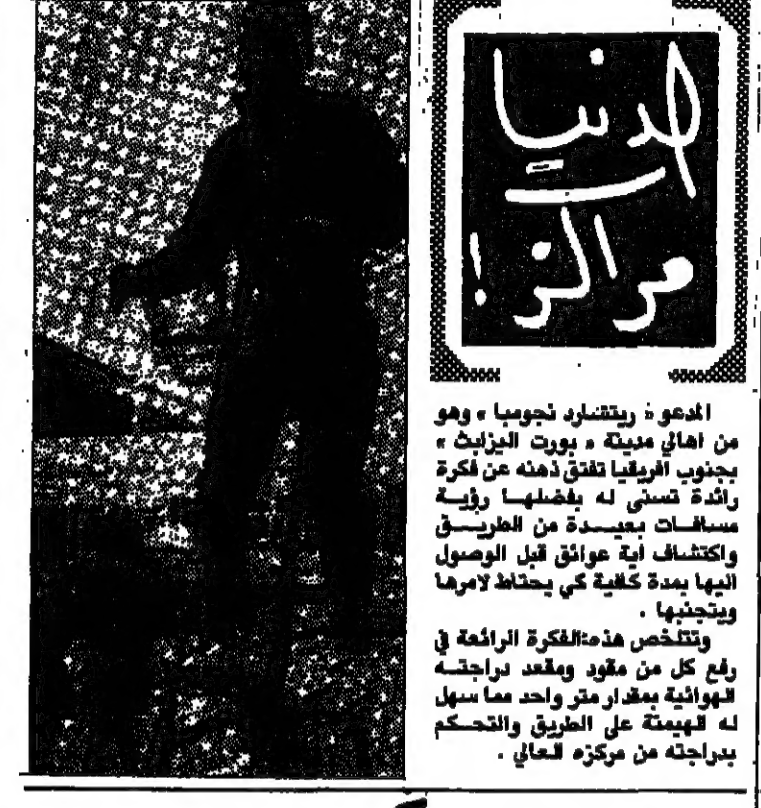 الدنيا
مراكز !
المدعو « ريتشارد نجومبا » وهو
من اهالي مدينة « بورت اليزابث »
بجنوب افريقيا تفتق ذهنه عن فكرة
رائدة تسنى له بفضلها رؤية
مسافات بعيدة من الطريق
واكتشاف اية عوائق قبل الوصول
اليها بمدة كافية كي يحتاط لامرها
ويتجنبها .
وتتلخص هذه الفكرة الرائعة في
رفع كل من مقود ومقعد دراجته
الهوائية بمقدار متر واحد مما سهل
له الهيمنة على الطريق والتحكم
بدراجته من مركزه العالي .